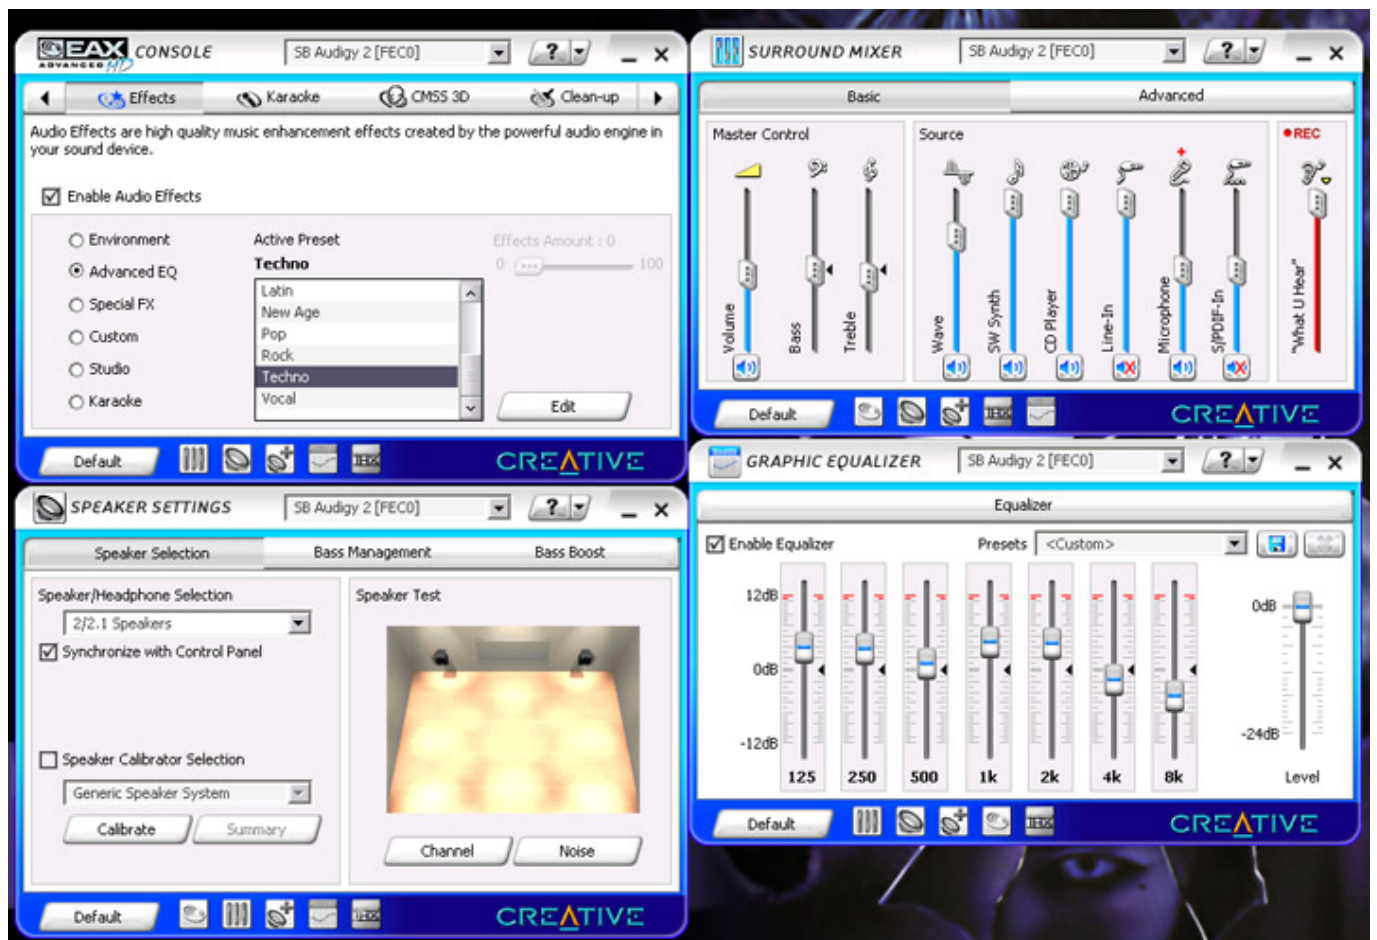 EAX CONSOLE
ADVANCED HD
SB Audigy 2 [FEC0]
?
Effects
Karaoke
CMSS 3D
Clean-up
Audio Effects are high quality music enhancement effects created by the powerful audio engine in
your sound device.
Enable Audio Effects
Environment
Advanced EQ
Special FX
Custom
Studio
Karaoke
Active Preset
Techno
Latin
New Age
Pop
Rock
Techno
Vocal
Effects Amount : 0
0
100
Edit
Default
THX
CREATIVE
SURROUND MIXER
SB Audigy 2 [FEC0]
?
Basic
Advanced
Master Control
Volume
Bass
Treble
Source
Wave
SW Synth
CD Player
Line-In
Microphone
S/PDIF-In
REC
"What U Hear"
Default
THX
CREATIVE
SPEAKER SETTINGS
SB Audigy 2 [FEC0]
?
Speaker Selection
Bass Management
Bass Boost
Speaker/Headphone Selection
2/2.1 Speakers
Synchronize with Control Panel
Speaker Calibrator Selection
Generic Speaker System
Calibrate
Summary
Speaker Test
Channel
Noise
Default
THX
CREATIVE
GRAPHIC EQUALIZER
SB Audigy 2 [FEC0]
?
Equalizer
Enable Equalizer
Presets
<Custom>
12dB
0dB
-12dB
125 250 500 1k 2k 4k 8k
0dB
-24dB
Level
Default
THX
CREATIVE